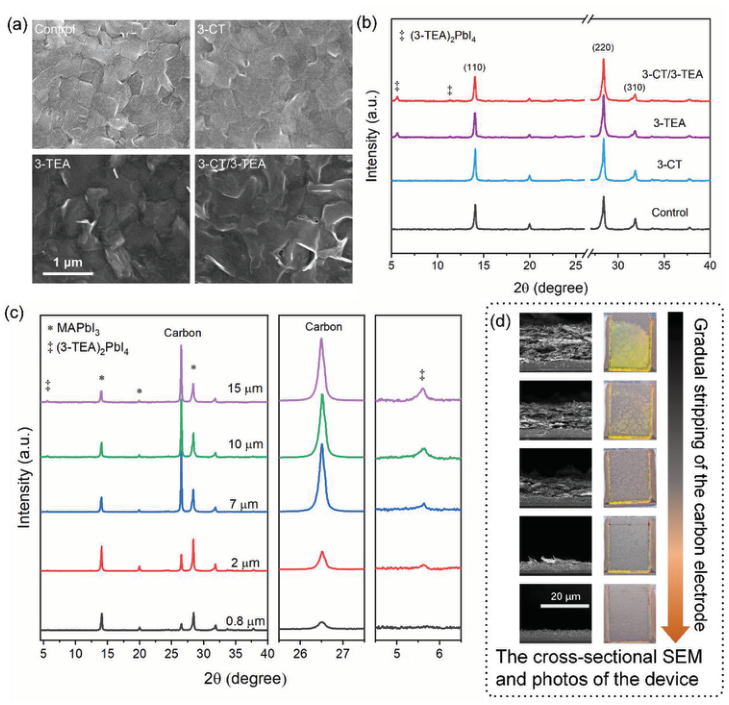 (a)
Control
3-CT
3-TEA
3-CT/3-TEA
1 μm
(b)
‡ (3-TEA)₂PbI₄
(220)
(110)
(310)
‡
‡
3-CT/3-TEA
3-TEA
3-CT
Control
Intensity (a.u.)
5 10 15 20 25 30 35 40
2θ (degree)
(c)
* MAPbI₃
‡ (3-TEA)₂PbI₄
Carbon
Carbon
‡
*
*
*
‡
15 μm
10 μm
7 μm
2 μm
0.8 μm
Intensity (a.u.)
5 10 15 20 25 30 35 40
26 27
5 6
2θ (degree)
(d)
20 μm
Gradual stripping of the carbon electrode
The cross-sectional SEM
and photos of the device